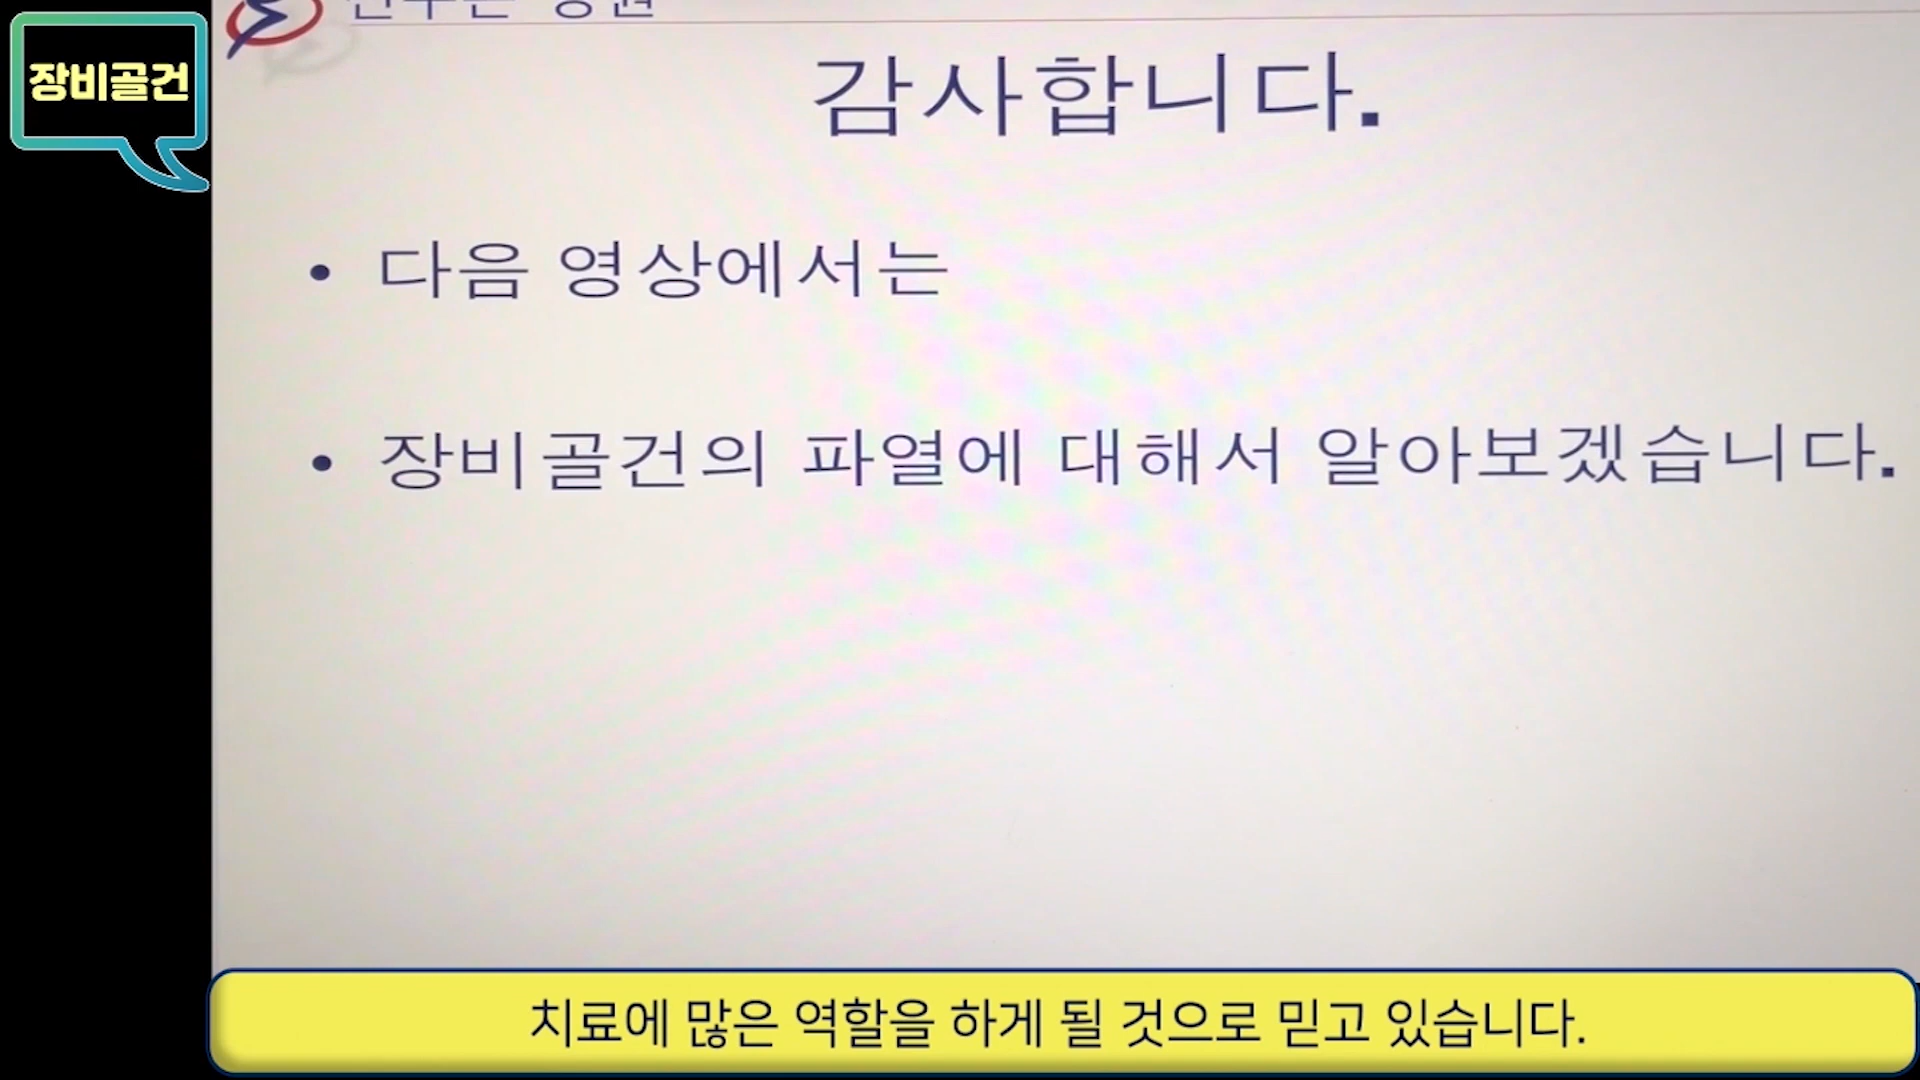 장비골건
감사합니다.
• 다음 영상에서는
• 장비골건의 파열에 대해서 알아보겠습니다.
치료에 많은 역할을 하게 될 것으로 믿고 있습니다.